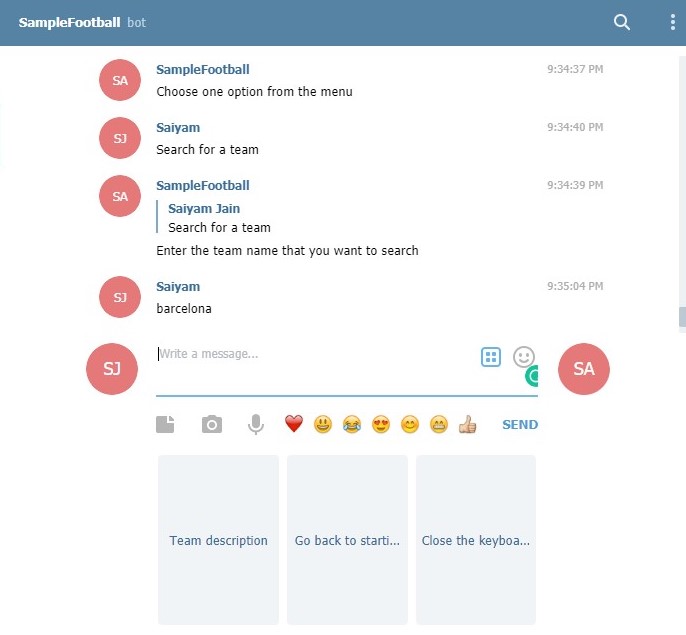 SampleFootball bot
SA
SampleFootball 9:34:37 PM
Choose one option from the menu
SJ
Saiyam 9:34:40 PM
Search for a team
SA
SampleFootball 9:34:39 PM
Saiyam Jain
Search for a team
Enter the team name that you want to search
SJ
Saiyam 9:35:04 PM
barcelona
SJ
Write a message...
SA
SEND
Team description
Go back to starti...
Close the keyboa...